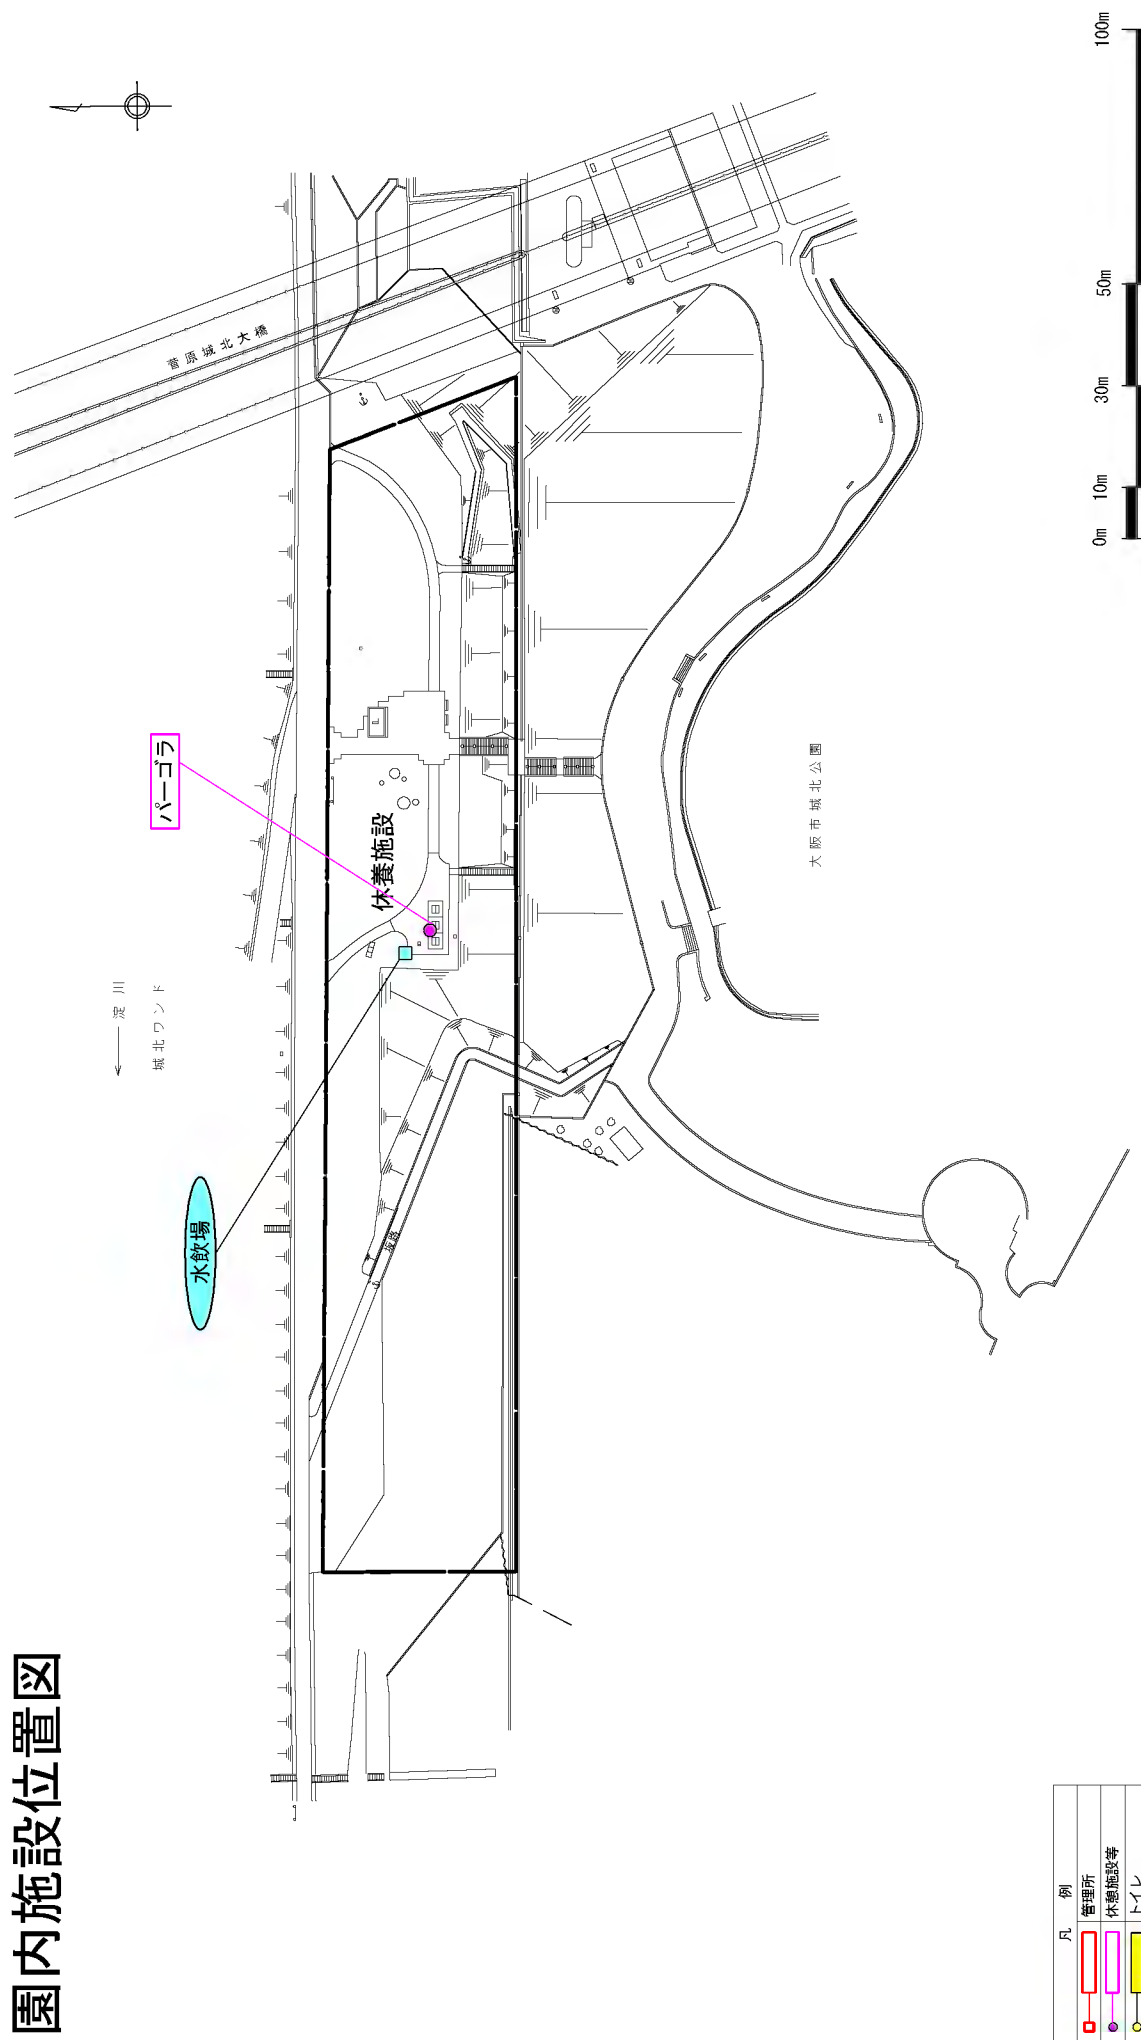 園内施設位置図
← 淀川
城北ワンド
菅原城北大橋
パーゴラ
水飲場
休養施設
坂路
大阪市城北公園
0m 10m 30m 50m 100m
凡 例
管理所
休憩施設等
トイレ